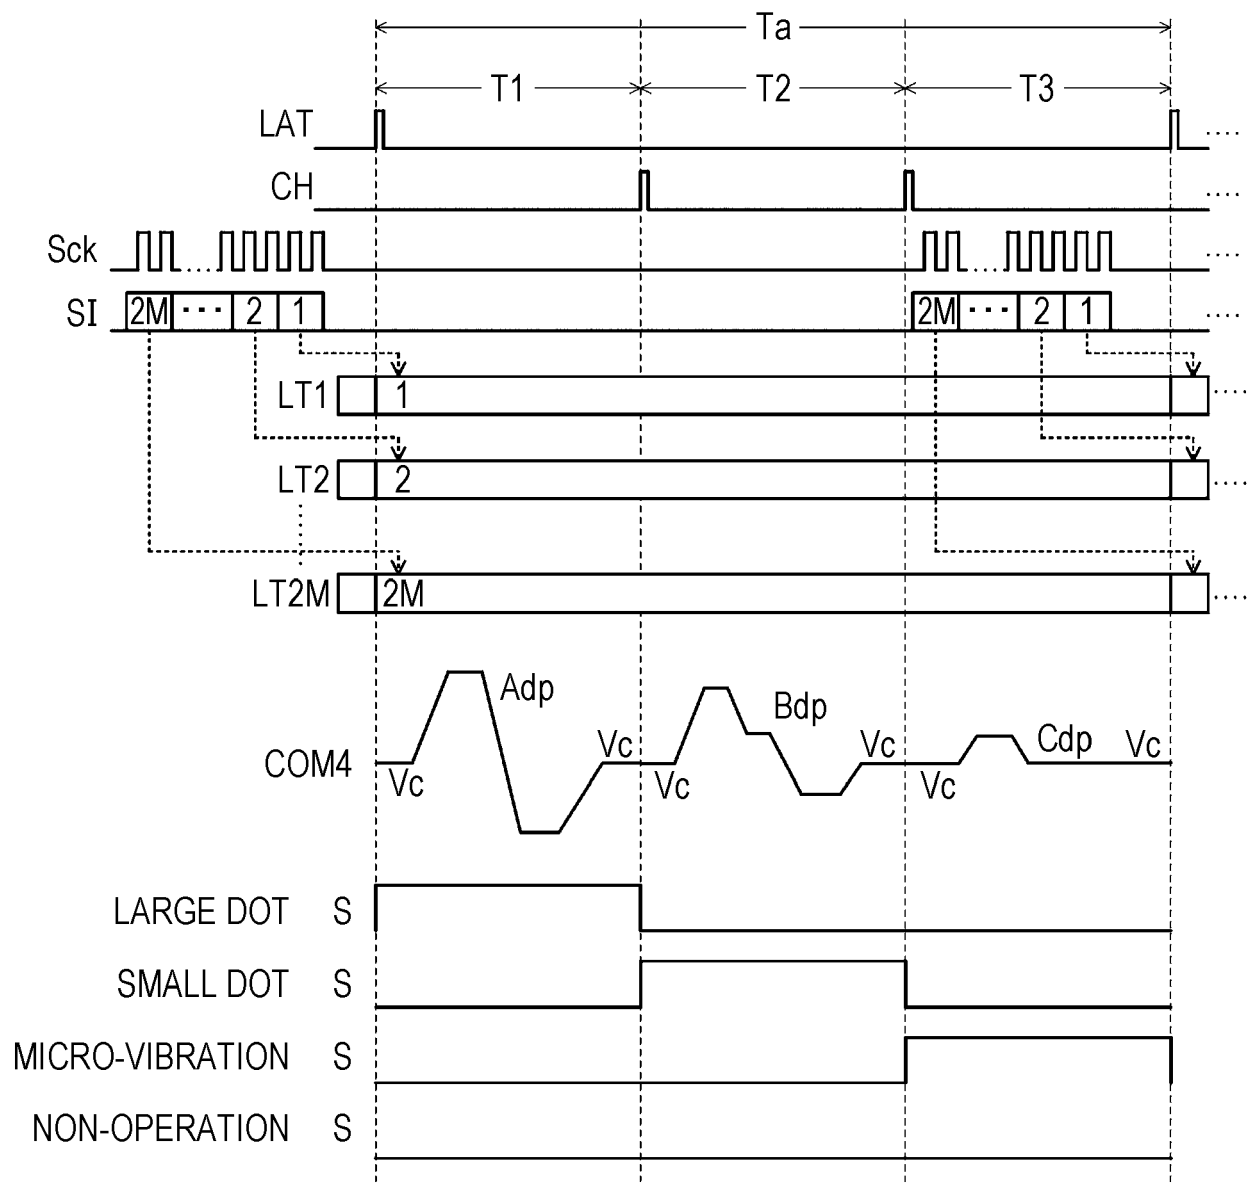 Ta
T1 T2 T3
LAT ....
CH ....
Sck ..... ....
SI 2M ... 2 1 2M ... 2 1 ....
LT1 1 ....
LT2 2 ....
LT2M 2M ....
Adp Bdp
COM4 Vc Vc Vc Vc Vc Cdp Vc
LARGE DOT S
SMALL DOT S
MICRO-VIBRATION S
NON-OPERATION S